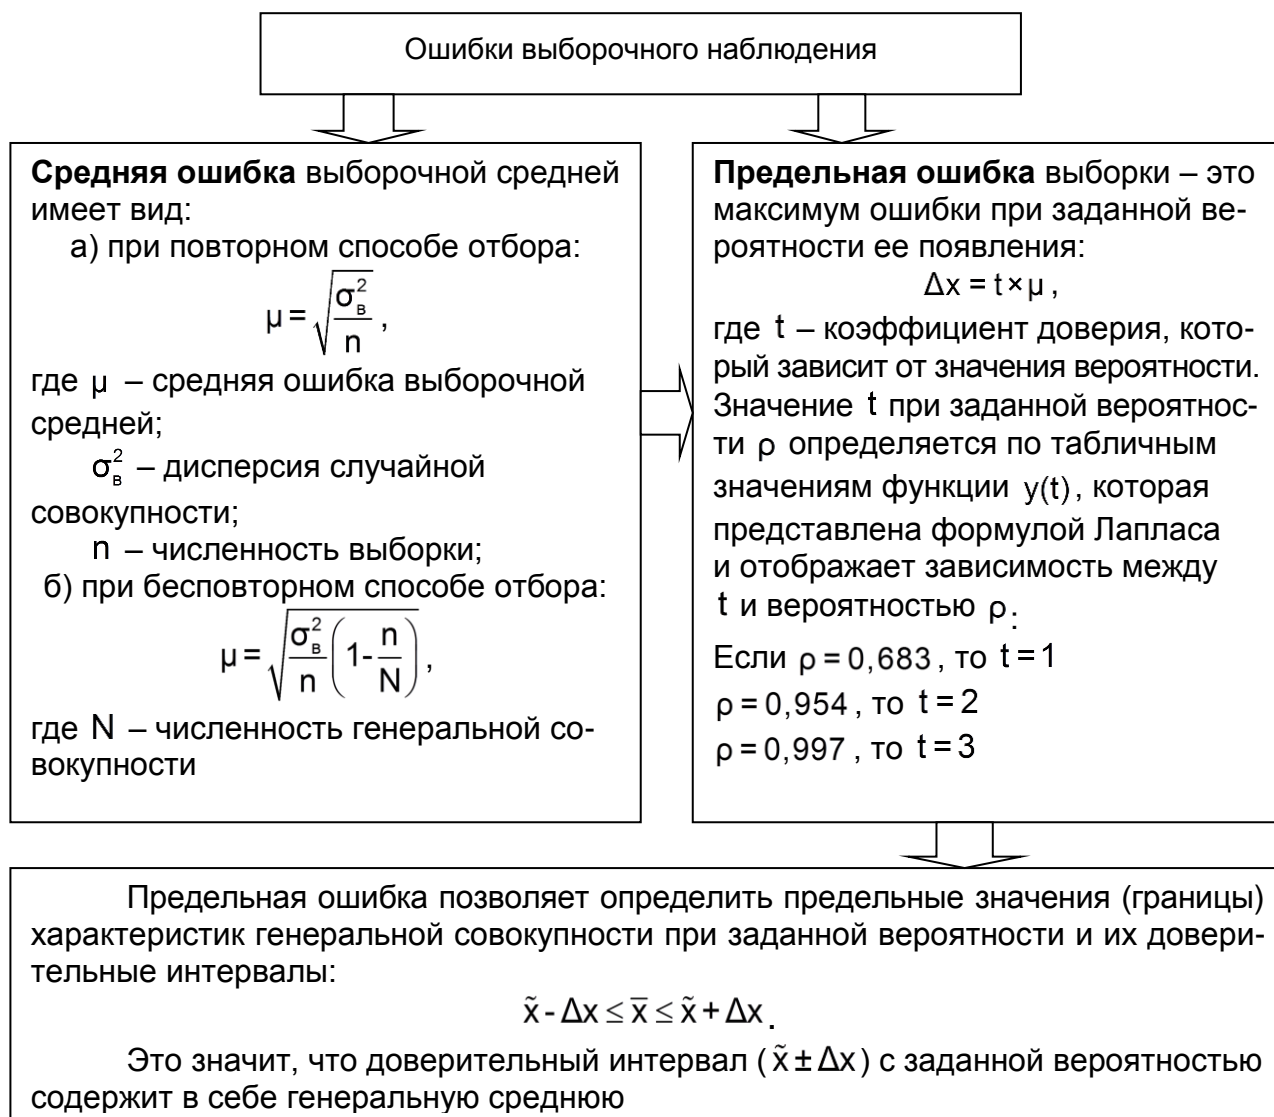 Ошибки выборочного наблюдения
Средняя ошибка выборочной средней
имеет вид:
а) при повторном способе отбора:
μ = √(σ²в / n) ,
где μ – средняя ошибка выборочной
средней;
σ²в – дисперсия случайной
совокупности;
n – численность выборки;
б) при бесповторном способе отбора:
μ = √(σ²в / n (1 - n / N)) ,
где N – численность генеральной со-
вокупности
Предельная ошибка выборки – это
максимум ошибки при заданной ве-
роятности ее появления:
Δx = t × μ ,
где t – коэффициент доверия, кото-
рый зависит от значения вероятности.
Значение t при заданной вероятнос-
ти ρ определяется по табличным
значениям функции y(t), которая
представлена формулой Лапласа
и отображает зависимость между
t и вероятностью ρ.:
Если ρ = 0,683 , то t = 1
ρ = 0,954 , то t = 2
ρ = 0,997 , то t = 3
Предельная ошибка позволяет определить предельные значения (границы)
характеристик генеральной совокупности при заданной вероятности и их довери-
тельные интервалы:
x̃ - Δx ≤ x̄ ≤ x̃ + Δx .
Это значит, что доверительный интервал ( x̃ ± Δx ) с заданной вероятностью
содержит в себе генеральную среднюю